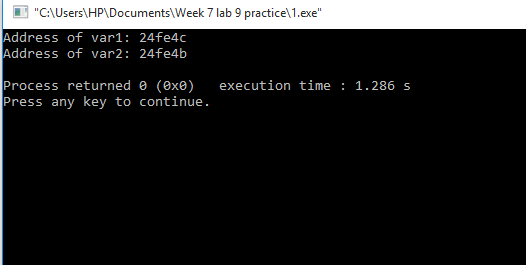 "C:\Users\HP\Documents\Week 7 lab 9 practice\1.exe"
Address of var1: 24fe4c
Address of var2: 24fe4b
Process returned 0 (0x0)   execution time : 1.286 s
Press any key to continue.